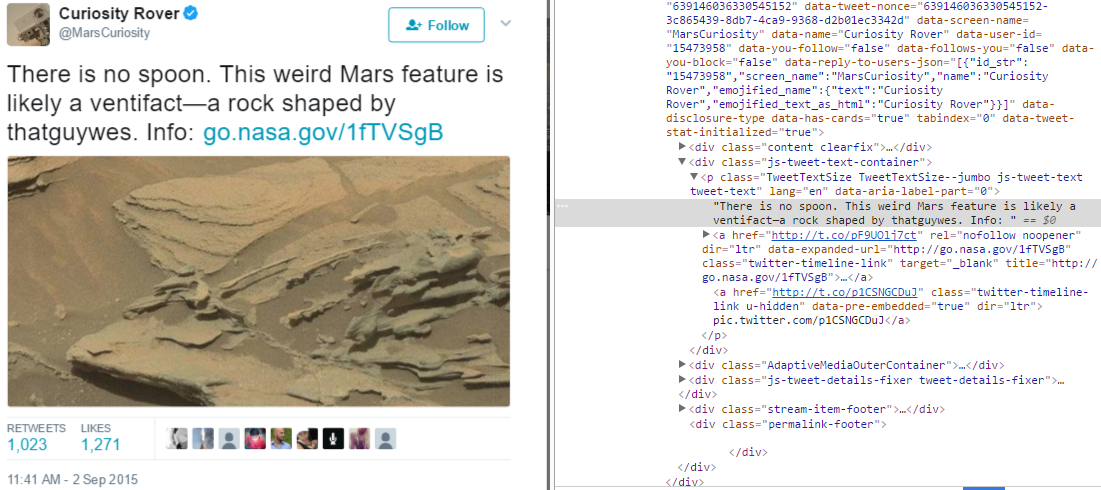 Curiosity Rover
@MarsCuriosity
Follow
There is no spoon. This weird Mars feature is
likely a ventifact—a rock shaped by
thatguywes. Info: go.nasa.gov/1fTVSgB
RETWEETS
1,023
LIKES
1,271
11:41 AM - 2 Sep 2015
"639146036330545152" data-tweet-nonce="639146036330545152-
3c865439-8db7-4ca9-9368-d2b01ec3342d" data-screen-name=
"MarsCuriosity" data-name="Curiosity Rover" data-user-id=
"15473958" data-you-follow="false" data-follows-you="false" data-
you-block="false" data-reply-to-users-json="[{"id_str":
"15473958","screen_name":"MarsCuriosity","name":"Curiosity
Rover","emojified_name":{"text":"Curiosity
Rover","emojified_text_as_html":"Curiosity Rover"}}]" data-
disclosure-type data-has-cards="true" tabindex="0" data-tweet-
stat-initialized="true">
<div class="content clearfix">…</div>
<div class="js-tweet-text-container">
<p class="TweetTextSize TweetTextSize--jumbo js-tweet-text
tweet-text" lang="en" data-aria-label-part="0">
"There is no spoon. This weird Mars feature is likely a
ventifact—a rock shaped by thatguywes. Info: " == $0
<a href="http://t.co/pF9UOlj7ct" rel="nofollow noopener"
dir="ltr" data-expanded-url="http://go.nasa.gov/1fTVSgB"
class="twitter-timeline-link" target="_blank" title="http://
go.nasa.gov/1fTVSgB">…</a>
<a href="http://t.co/p1CSNGCDuJ" class="twitter-timeline-
link u-hidden" data-pre-embedded="true" dir="ltr">
pic.twitter.com/p1CSNGCDuJ</a>
</p>
</div>
<div class="AdaptiveMediaOuterContainer">…</div>
<div class="js-tweet-details-fixer tweet-details-fixer">…
</div>
<div class="stream-item-footer">…</div>
<div class="permalink-footer">
</div>
</div>
</div>